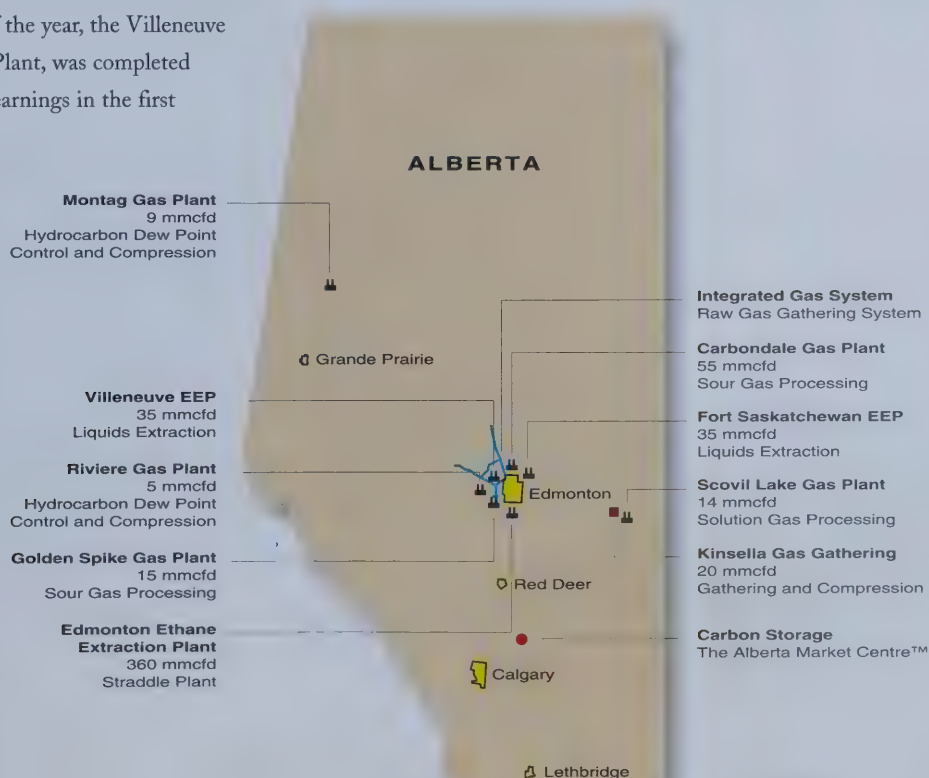 f the year, the Villeneuve
Plant, was completed
earnings in the first
ALBERTA
Montag Gas Plant
9 mmcfd
Hydrocarbon Dew Point
Control and Compression
Grande Prairie
Villeneuve EEP
35 mmcfd
Liquids Extraction
Riviere Gas Plant
5 mmcfd
Hydrocarbon Dew Point
Control and Compression
Golden Spike Gas Plant
15 mmcfd
Sour Gas Processing
Edmonton Ethane
Extraction Plant
360 mmcfd
Straddle Plant
Edmonton
Red Deer
Calgary
Lethbridge
Integrated Gas System
Raw Gas Gathering System
Carbondale Gas Plant
55 mmcfd
Sour Gas Processing
Fort Saskatchewan EEP
35 mmcfd
Liquids Extraction
Scovil Lake Gas Plant
14 mmcfd
Solution Gas Processing
Kinsella Gas Gathering
20 mmcfd
Gathering and Compression
Carbon Storage
The Alberta Market Centre™